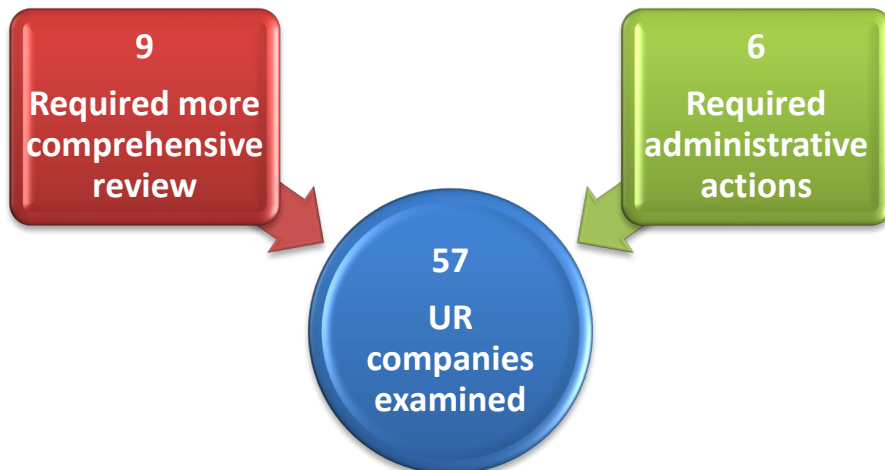 9
Required more
comprehensive
review
6
Required
administrative
actions
57
UR
companies
examined